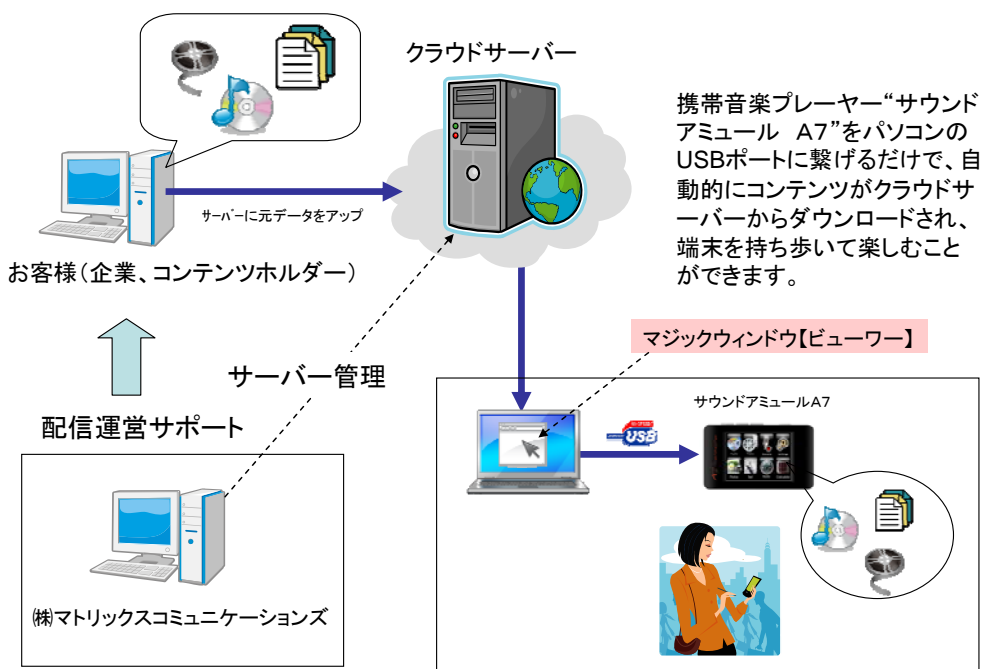 クラウドサーバー
携帯音楽プレーヤー“サウンド
アミュール　A7”をパソコンの
USBポートに繋げるだけで、自
動的にコンテンツがクラウドサ
ーバーからダウンロードされ、
端末を持ち歩いて楽しむこと
ができます。
サーバーに元データをアップ
お客様（企業、コンテンツホルダー）
マジックウィンドウ【ビューワー】
サーバー管理
配信運営サポート
サウンドアミュールA7
USB
㈱マトリックスコミュニケーションズ